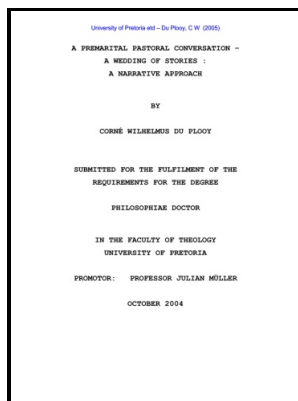 University of Pretoria etd – Du Plooy, C W (2005)
A PREMARITAL PASTORAL CONVERSATION –
A WEDDING OF STORIES :
A NARRATIVE APPROACH
BY
CORNÉ WILHELMUS DU PLOOY
SUBMITTED FOR THE FULFILMENT OF THE
REQUIREMENTS FOR THE DEGREE
PHILOSOPHIAE DOCTOR
IN THE FACULTY OF THEOLOGY
UNIVERSITY OF PRETORIA
PROMOTOR: PROFESSOR JULIAN MÜLLER
OCTOBER 2004